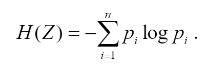 H(Z) = −∑_{i=1}^{n} p_i log p_i .